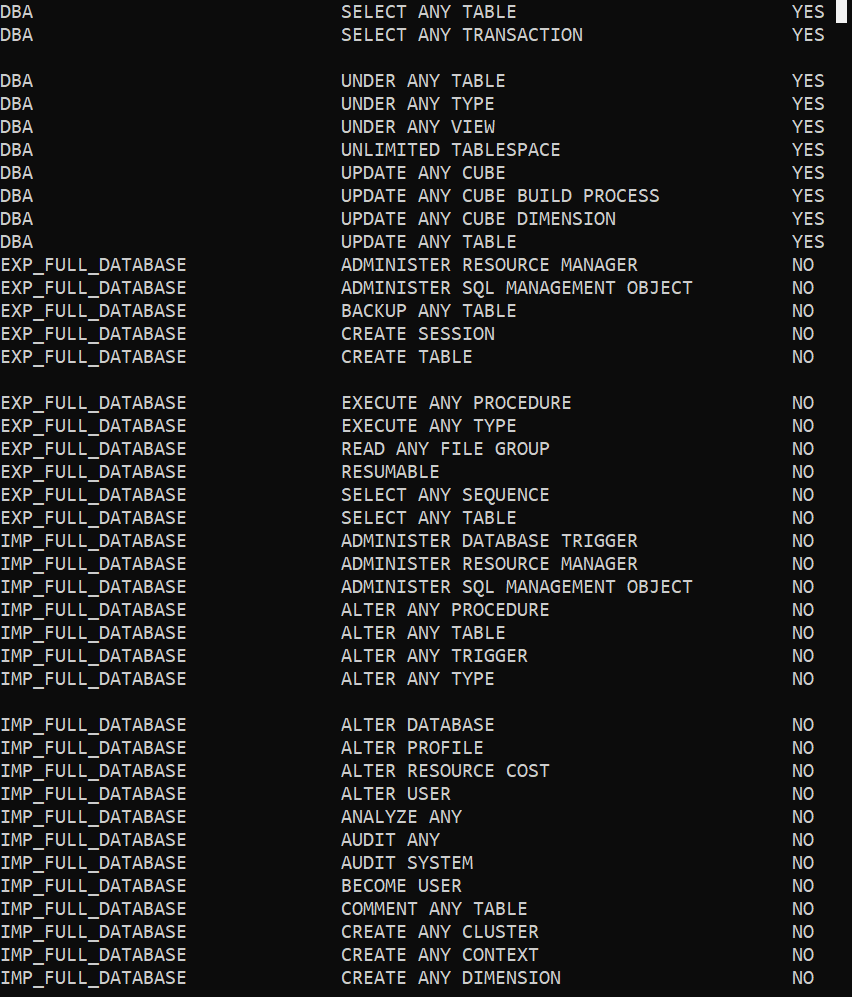 DBA SELECT ANY TABLE YES
DBA SELECT ANY TRANSACTION YES
DBA UNDER ANY TABLE YES
DBA UNDER ANY TYPE YES
DBA UNDER ANY VIEW YES
DBA UNLIMITED TABLESPACE YES
DBA UPDATE ANY CUBE YES
DBA UPDATE ANY CUBE BUILD PROCESS YES
DBA UPDATE ANY CUBE DIMENSION YES
DBA UPDATE ANY TABLE YES
EXP_FULL_DATABASE ADMINISTER RESOURCE MANAGER NO
EXP_FULL_DATABASE ADMINISTER SQL MANAGEMENT OBJECT NO
EXP_FULL_DATABASE BACKUP ANY TABLE NO
EXP_FULL_DATABASE CREATE SESSION NO
EXP_FULL_DATABASE CREATE TABLE NO
EXP_FULL_DATABASE EXECUTE ANY PROCEDURE NO
EXP_FULL_DATABASE EXECUTE ANY TYPE NO
EXP_FULL_DATABASE READ ANY FILE GROUP NO
EXP_FULL_DATABASE RESUMABLE NO
EXP_FULL_DATABASE SELECT ANY SEQUENCE NO
EXP_FULL_DATABASE SELECT ANY TABLE NO
IMP_FULL_DATABASE ADMINISTER DATABASE TRIGGER NO
IMP_FULL_DATABASE ADMINISTER RESOURCE MANAGER NO
IMP_FULL_DATABASE ADMINISTER SQL MANAGEMENT OBJECT NO
IMP_FULL_DATABASE ALTER ANY PROCEDURE NO
IMP_FULL_DATABASE ALTER ANY TABLE NO
IMP_FULL_DATABASE ALTER ANY TRIGGER NO
IMP_FULL_DATABASE ALTER ANY TYPE NO
IMP_FULL_DATABASE ALTER DATABASE NO
IMP_FULL_DATABASE ALTER PROFILE NO
IMP_FULL_DATABASE ALTER RESOURCE COST NO
IMP_FULL_DATABASE ALTER USER NO
IMP_FULL_DATABASE ANALYZE ANY NO
IMP_FULL_DATABASE AUDIT ANY NO
IMP_FULL_DATABASE AUDIT SYSTEM NO
IMP_FULL_DATABASE BECOME USER NO
IMP_FULL_DATABASE COMMENT ANY TABLE NO
IMP_FULL_DATABASE CREATE ANY CLUSTER NO
IMP_FULL_DATABASE CREATE ANY CONTEXT NO
IMP_FULL_DATABASE CREATE ANY DIMENSION NO